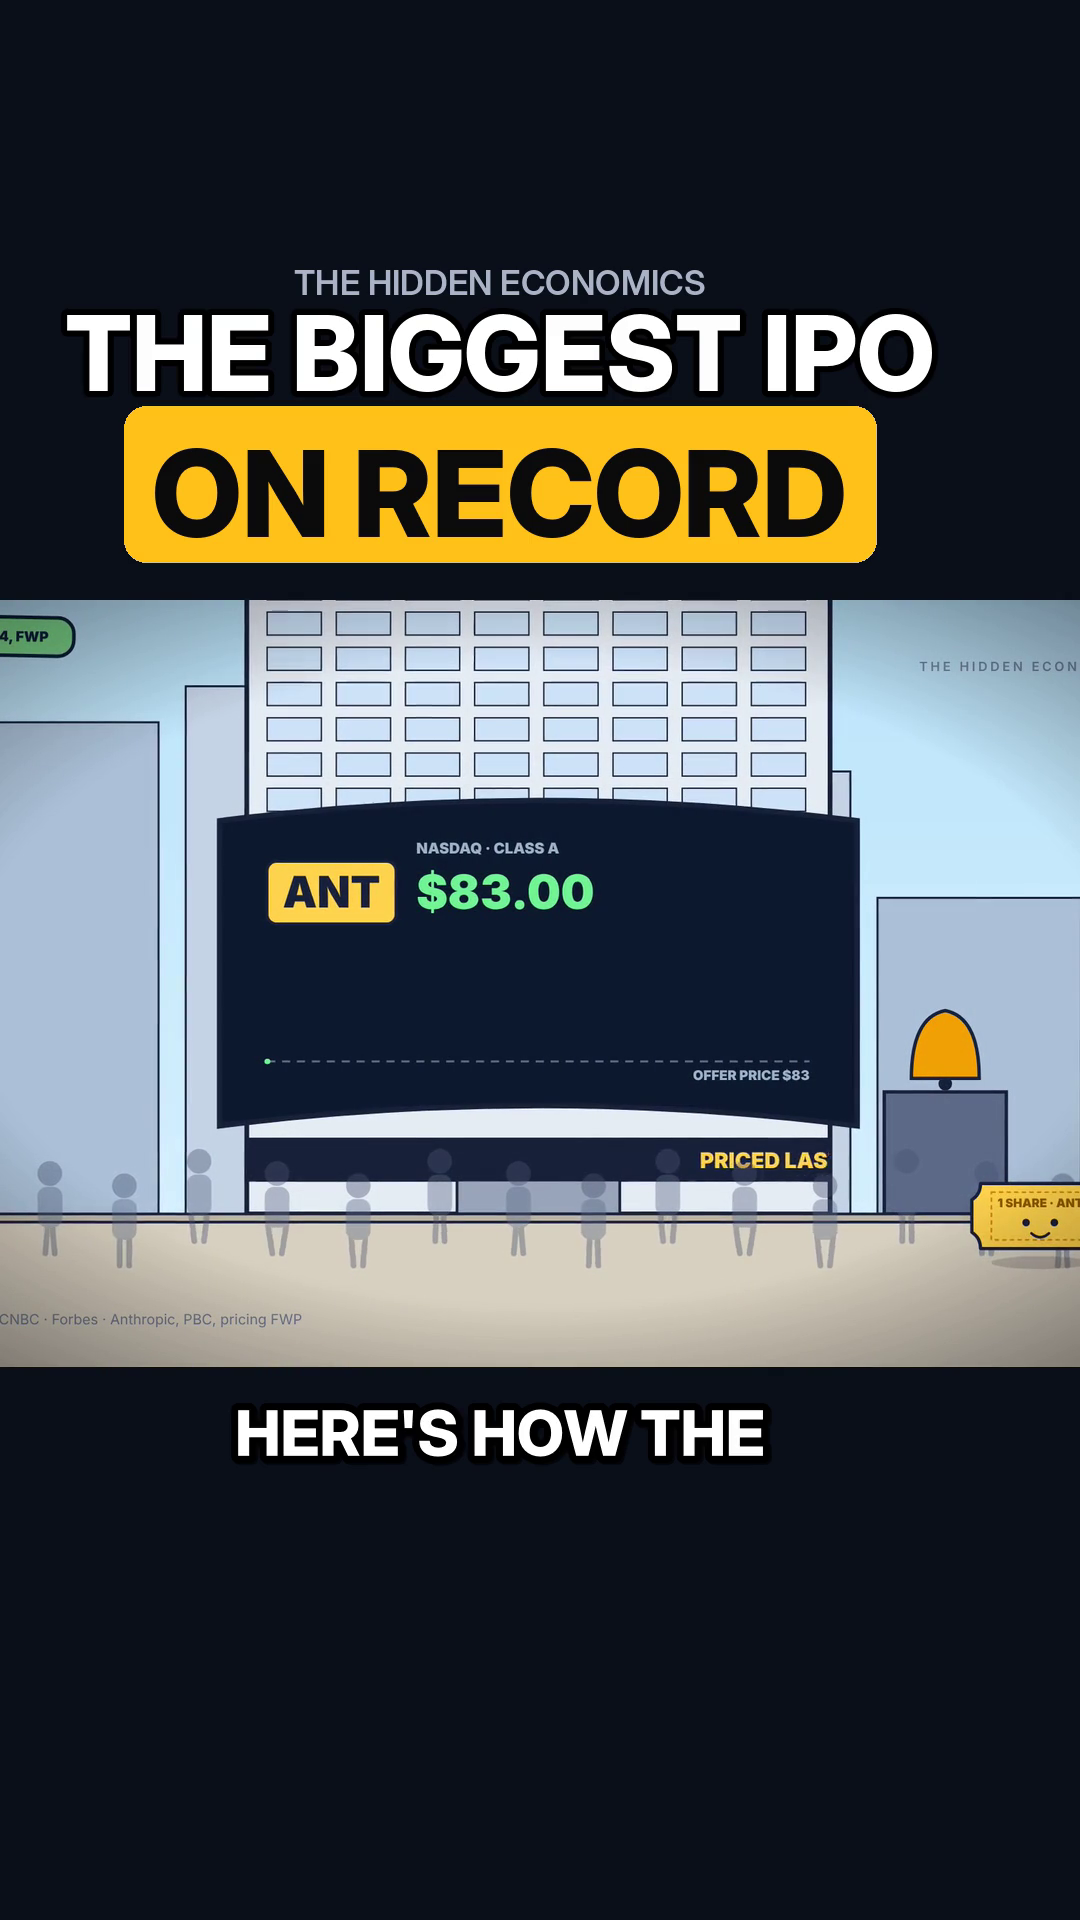 THE HIDDEN ECONOMICS
THE BIGGEST IPO
ON RECORD
4, FWP
THE HIDDEN ECON
NASDAQ · CLASS A
ANT
$83.00
OFFER PRICE $83
PRICED LAS
1 SHARE · ANT
CNBC · Forbes · Anthropic, PBC, pricing FWP
HERE'S HOW THE